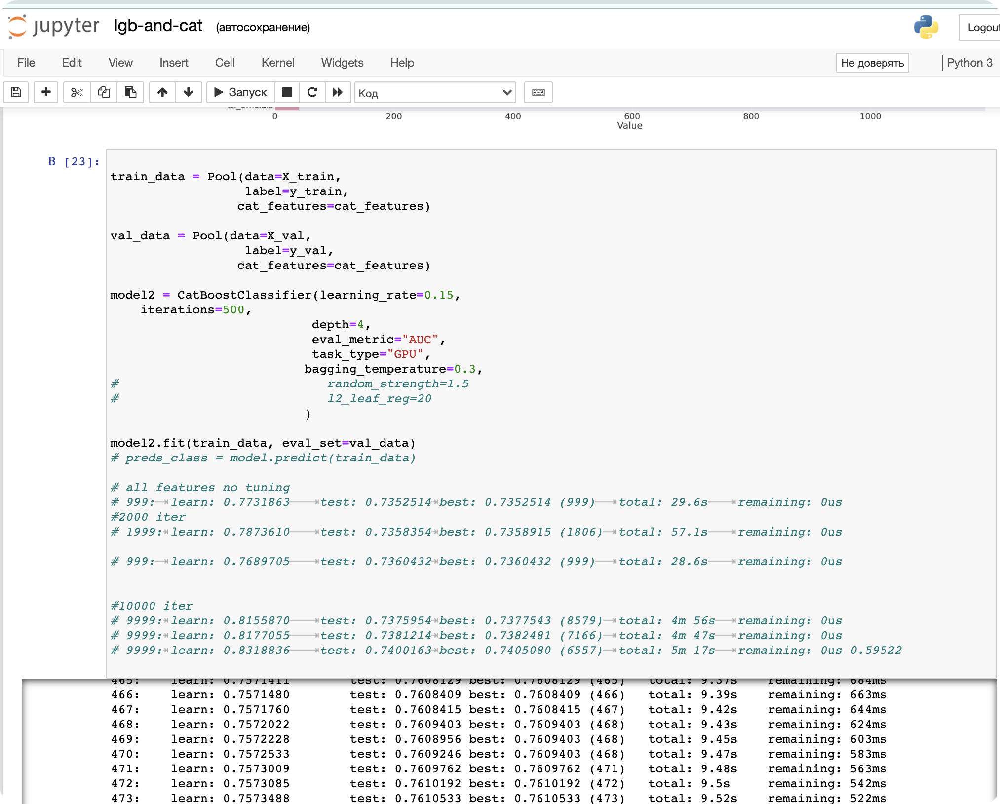 jupyter lgb-and-cat (автосохранение) Logout
File Edit View Insert Cell Kernel Widgets Help Не доверять Python 3
Запуск Код
0 200 400 600 800 1000
Value
В [23]:
train_data = Pool(data=X_train,
label=y_train,
cat_features=cat_features)
val_data = Pool(data=X_val,
label=y_val,
cat_features=cat_features)
model2 = CatBoostClassifier(learning_rate=0.15,
iterations=500,
depth=4,
eval_metric="AUC",
task_type="GPU",
bagging_temperature=0.3,
# random_strength=1.5
# l2_leaf_reg=20
)
model2.fit(train_data, eval_set=val_data)
# preds_class = model.predict(train_data)
# all features no tuning
# 999: learn: 0.7731863 test: 0.7352514 best: 0.7352514 (999) total: 29.6s remaining: 0us
#2000 iter
# 1999: learn: 0.7873610 test: 0.7358354 best: 0.7358915 (1806) total: 57.1s remaining: 0us
# 999: learn: 0.7689705 test: 0.7360432 best: 0.7360432 (999) total: 28.6s remaining: 0us
#10000 iter
# 9999: learn: 0.8155870 test: 0.7375954 best: 0.7377543 (8579) total: 4m 56s remaining: 0us
# 9999: learn: 0.8177055 test: 0.7381214 best: 0.7382481 (7166) total: 4m 47s remaining: 0us
# 9999: learn: 0.8318836 test: 0.7400163 best: 0.7405080 (6557) total: 5m 17s remaining: 0us 0.59522
465: learn: 0.7571411 test: 0.7608129 best: 0.7608129 (465) total: 9.37s remaining: 684ms
466: learn: 0.7571480 test: 0.7608409 best: 0.7608409 (466) total: 9.39s remaining: 663ms
467: learn: 0.7571760 test: 0.7608415 best: 0.7608415 (467) total: 9.42s remaining: 644ms
468: learn: 0.7572022 test: 0.7609403 best: 0.7609403 (468) total: 9.43s remaining: 624ms
469: learn: 0.7572228 test: 0.7608956 best: 0.7609403 (468) total: 9.45s remaining: 603ms
470: learn: 0.7572533 test: 0.7609246 best: 0.7609403 (468) total: 9.47s remaining: 583ms
471: learn: 0.7573009 test: 0.7609762 best: 0.7609762 (471) total: 9.48s remaining: 563ms
472: learn: 0.7573085 test: 0.7610192 best: 0.7610192 (472) total: 9.5s remaining: 542ms
473: learn: 0.7573488 test: 0.7610533 best: 0.7610533 (473) total: 9.52s remaining: 522ms